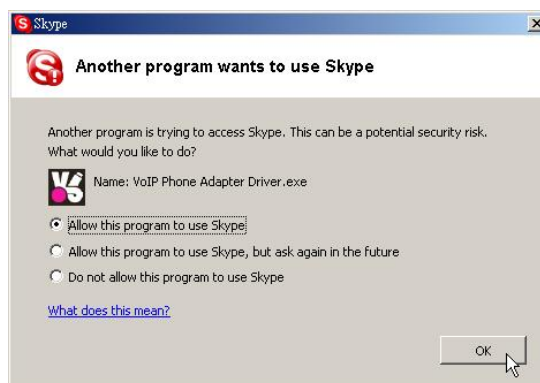 Skype
Another program wants to use Skype
Another program is trying to access Skype. This can be a potential security risk.
What would you like to do?
Name: VoIP Phone Adapter Driver.exe
Allow this program to use Skype
Allow this program to use Skype, but ask again in the future
Do not allow this program to use Skype
What does this mean?
OK